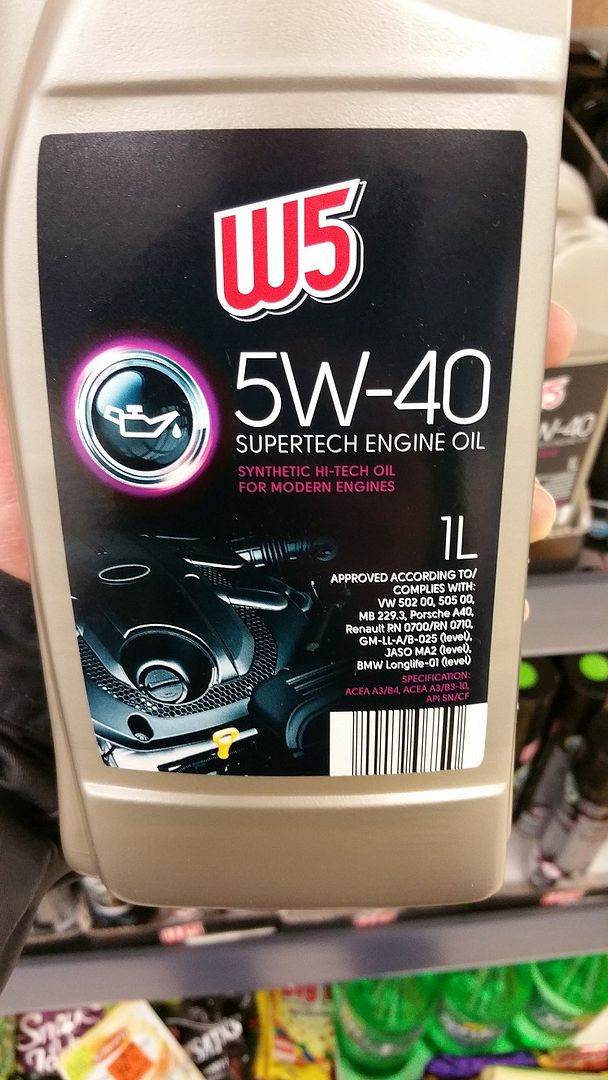 W5
5W-40
SUPERTECH ENGINE OIL
SYNTHETIC HI-TECH OIL
FOR MODERN ENGINES
1L
APPROVED ACCORDING TO/
COMPLIES WITH:
VW 502 00, 505 00,
MB 229.3, Porsche A40,
Renault RN 0700/RN 0710,
GM-LL-A/B-025 (level),
JASO MA2 (level),
BMW Longlife-01 (level)
SPECIFICATION:
ACEA A3/B4, ACEA A3/B3-10,
API SN/CF
W5
W-40